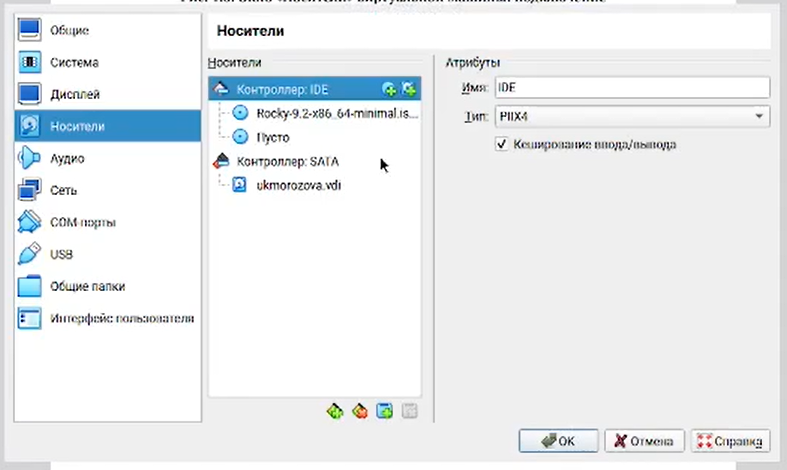 Общие
Система
Дисплей
Носители
Аудио
Сеть
COM-порты
USB
Общие папки
Интерфейс пользователя
Носители
Носители
Контроллер: IDE
Rocky-9.2-x86_64-minimal.is...
Пусто
Контроллер: SATA
ukmorozova.vdi
Атрибуты
Имя: IDE
Тип: PIIX4
Кеширование ввода/вывода
OK
Отмена
Справка